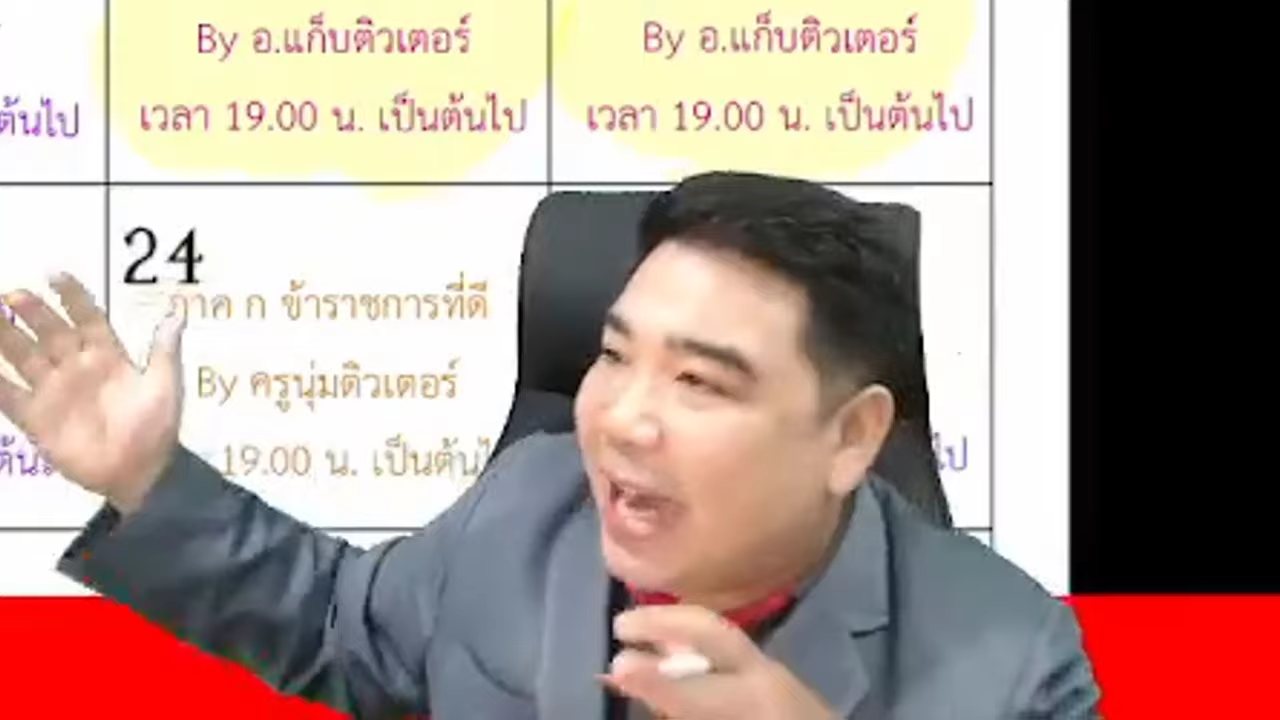 By อ.แก็บติวเตอร์
By อ.แก็บติวเตอร์
ต้นไป
เวลา 19.00 น. เป็นต้นไป
เวลา 19.00 น. เป็นต้นไป
24
ภาค ก ข้าราชการที่ดี
By ครูนุ่มติวเตอร์
19.00 น. เป็นต้น